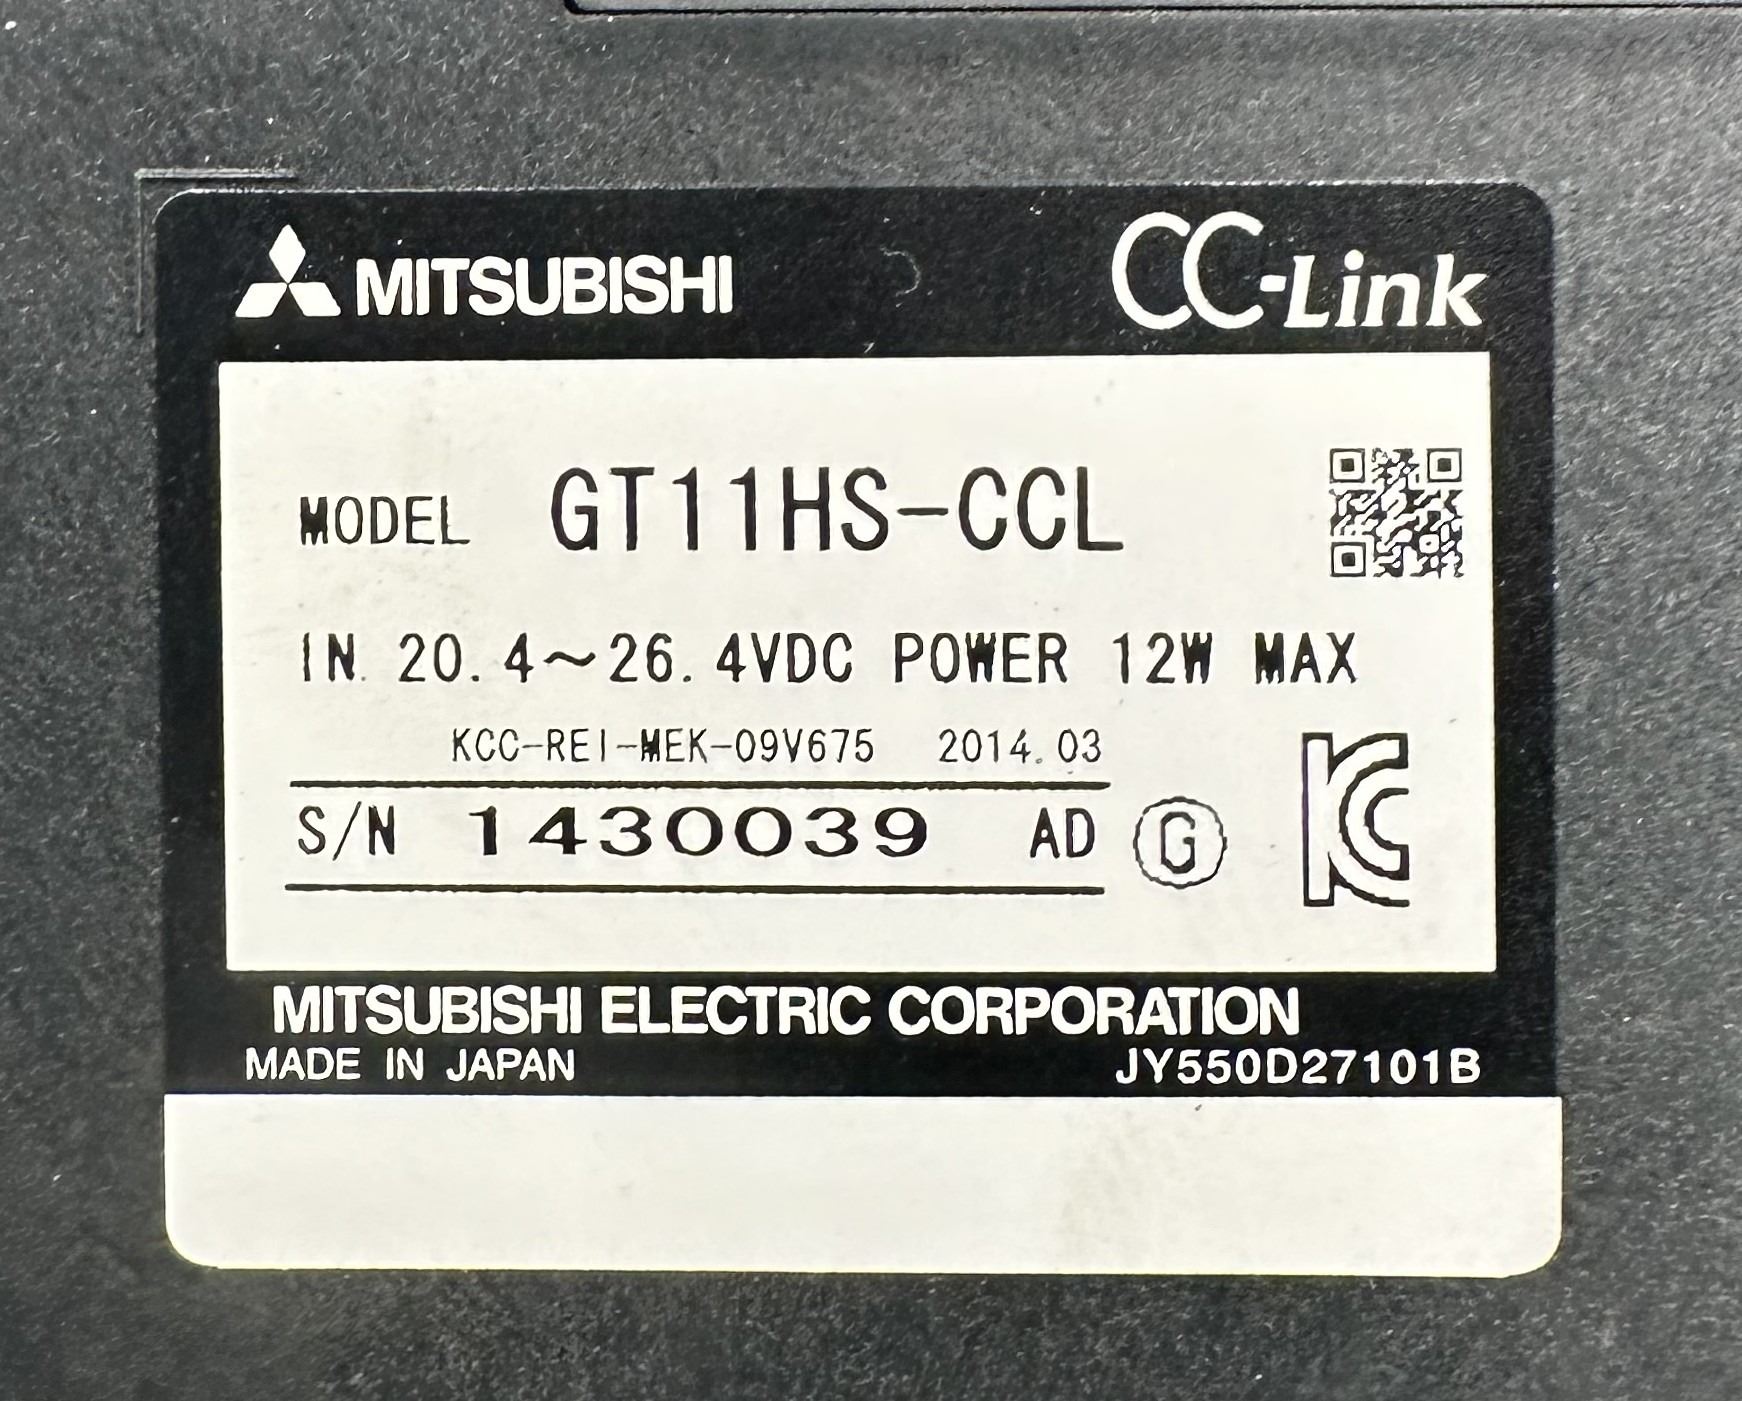 MITSUBISHI CC-Link
MODEL GT11HS-CCL
IN 20.4~26.4VDC POWER 12W MAX
KCC-REI-MEK-09V675 2014.03
S/N 1430039 AD G
MITSUBISHI ELECTRIC CORPORATION
MADE IN JAPAN JY550D27101B